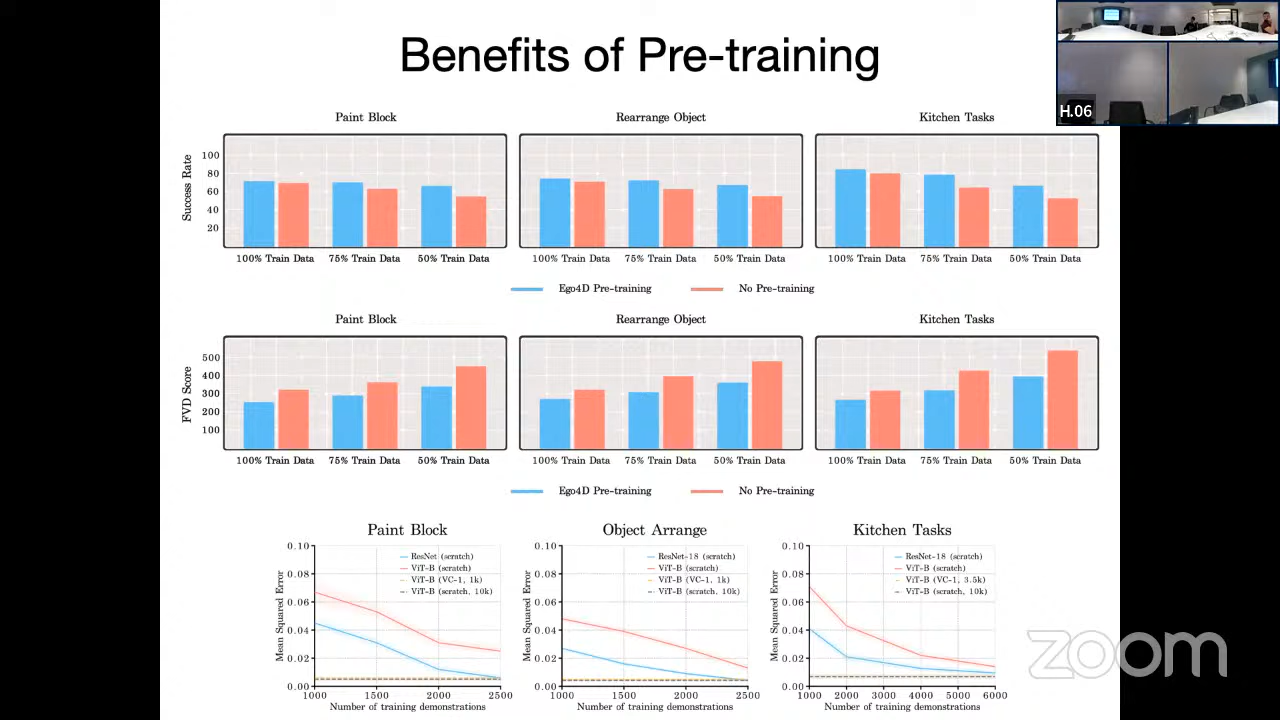 Benefits of Pre-training
H.06
Paint Block
Rearrange Object
Kitchen Tasks
Success Rate
100
80
60
40
20
100% Train Data 75% Train Data 50% Train Data
100% Train Data 75% Train Data 50% Train Data
100% Train Data 75% Train Data 50% Train Data
Ego4D Pre-training No Pre-training
Paint Block
Rearrange Object
Kitchen Tasks
FVD Score
500
400
300
200
100
100% Train Data 75% Train Data 50% Train Data
100% Train Data 75% Train Data 50% Train Data
100% Train Data 75% Train Data 50% Train Data
Ego4D Pre-training No Pre-training
Paint Block
Mean Squared Error
0.10
0.08
0.06
0.04
0.02
0.00
ResNet (scratch)
ViT-B (scratch)
ViT-B (VC-1, 1k)
ViT-B (scratch, 10k)
1000 1500 2000 2500
Number of training demonstrations
Object Arrange
Mean Squared Error
0.10
0.08
0.06
0.04
0.02
0.00
ResNet-18 (scratch)
ViT-B (scratch)
ViT-B (VC-1, 1k)
ViT-B (scratch, 10k)
1000 1500 2000 2500
Number of training demonstrations
Kitchen Tasks
Mean Squared Error
0.10
0.08
0.06
0.04
0.02
0.00
ResNet-18 (scratch)
ViT-B (scratch)
ViT-B (VC-1, 3.5k)
ViT-B (scratch, 10k)
1000 2000 3000 4000 5000 6000
Number of training demonstrations
zoom